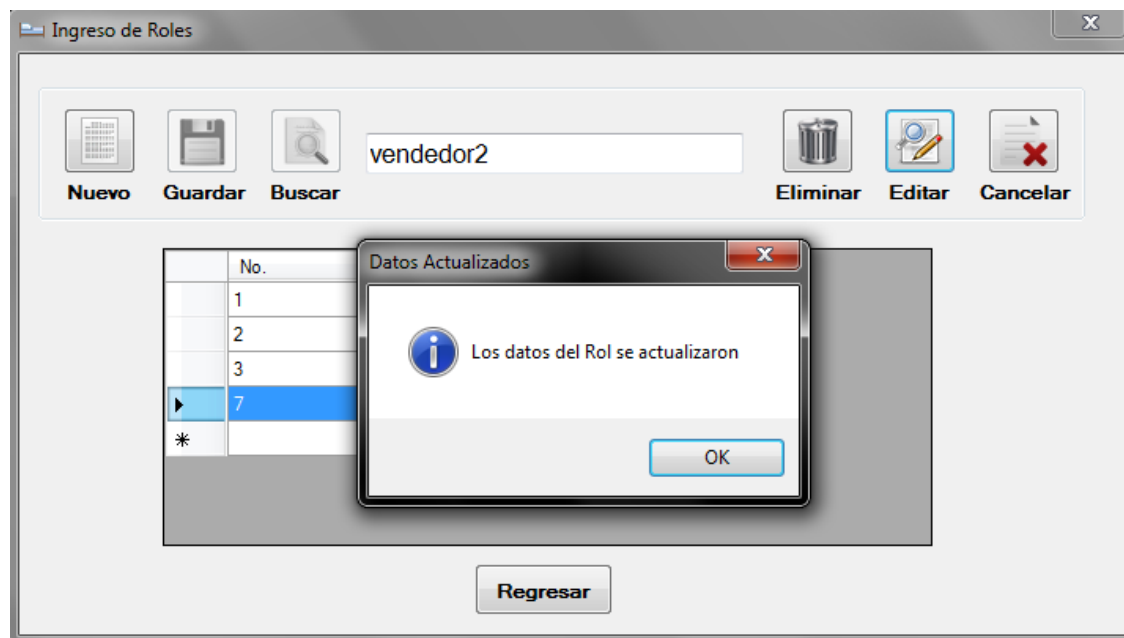 Ingreso de Roles
vendedor2
Nuevo Guardar Buscar Eliminar Editar Cancelar
No.
1
2
3
7
Datos Actualizados
Los datos del Rol se actualizaron
OK
Regresar